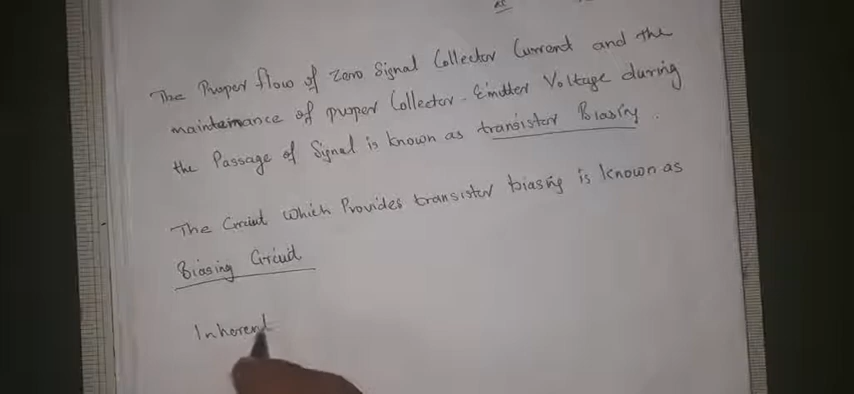 The Proper flow of Zero Signal Collector Current and the
maintainance of proper Collector - Emitter Voltage during
the Passage of Signal is known as transistor Biasing.
The Circuit which Provides transistor biasing is known as
Biasing Circuit
Inherent